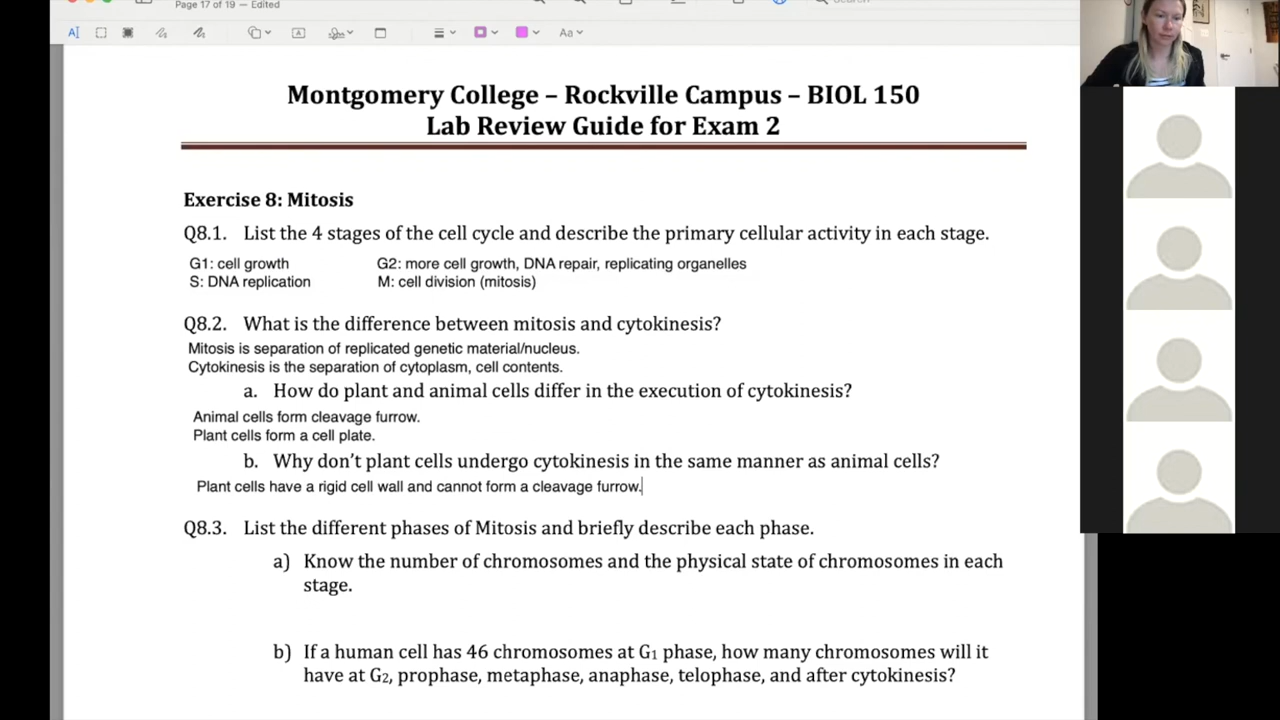 Page 17 of 19 — Edited
Search
AI
A
Aa
Montgomery College – Rockville Campus – BIOL 150
Lab Review Guide for Exam 2
Exercise 8: Mitosis
Q8.1. List the 4 stages of the cell cycle and describe the primary cellular activity in each stage.
G1: cell growth G2: more cell growth, DNA repair, replicating organelles
S: DNA replication M: cell division (mitosis)
Q8.2. What is the difference between mitosis and cytokinesis?
Mitosis is separation of replicated genetic material/nucleus.
Cytokinesis is the separation of cytoplasm, cell contents.
a. How do plant and animal cells differ in the execution of cytokinesis?
Animal cells form cleavage furrow.
Plant cells form a cell plate.
b. Why don’t plant cells undergo cytokinesis in the same manner as animal cells?
Plant cells have a rigid cell wall and cannot form a cleavage furrow.
Q8.3. List the different phases of Mitosis and briefly describe each phase.
a) Know the number of chromosomes and the physical state of chromosomes in each
stage.
b) If a human cell has 46 chromosomes at G1 phase, how many chromosomes will it
have at G2, prophase, metaphase, anaphase, telophase, and after cytokinesis?